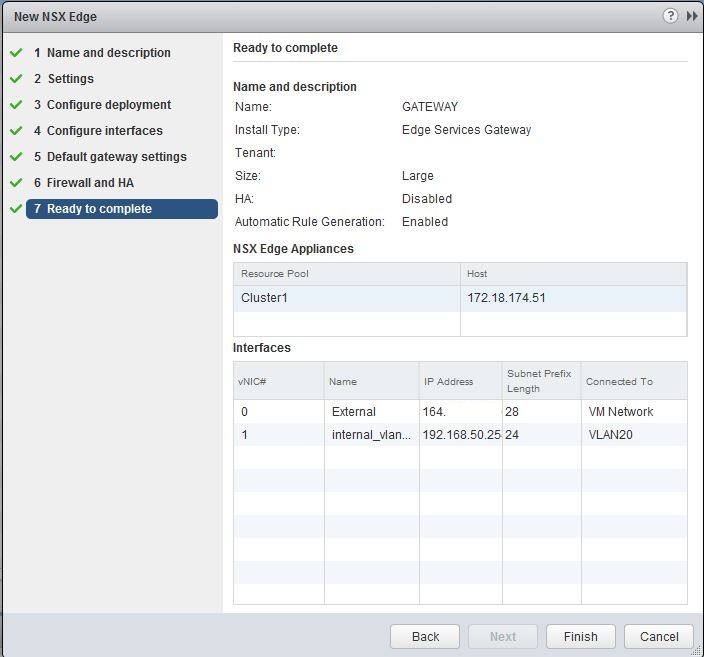 New NSX Edge
?
1 Name and description
2 Settings
3 Configure deployment
4 Configure interfaces
5 Default gateway settings
6 Firewall and HA
7 Ready to complete
Ready to complete
Name and description
Name: GATEWAY
Install Type: Edge Services Gateway
Tenant:
Size: Large
HA: Disabled
Automatic Rule Generation: Enabled
NSX Edge Appliances
Resource Pool Host
Cluster1 172.18.174.51
Interfaces
vNIC# Name IP Address Subnet Prefix Length Connected To
0 External 164. 28 VM Network
1 internal_vlan... 192.168.50.25 24 VLAN20
Back Next Finish Cancel